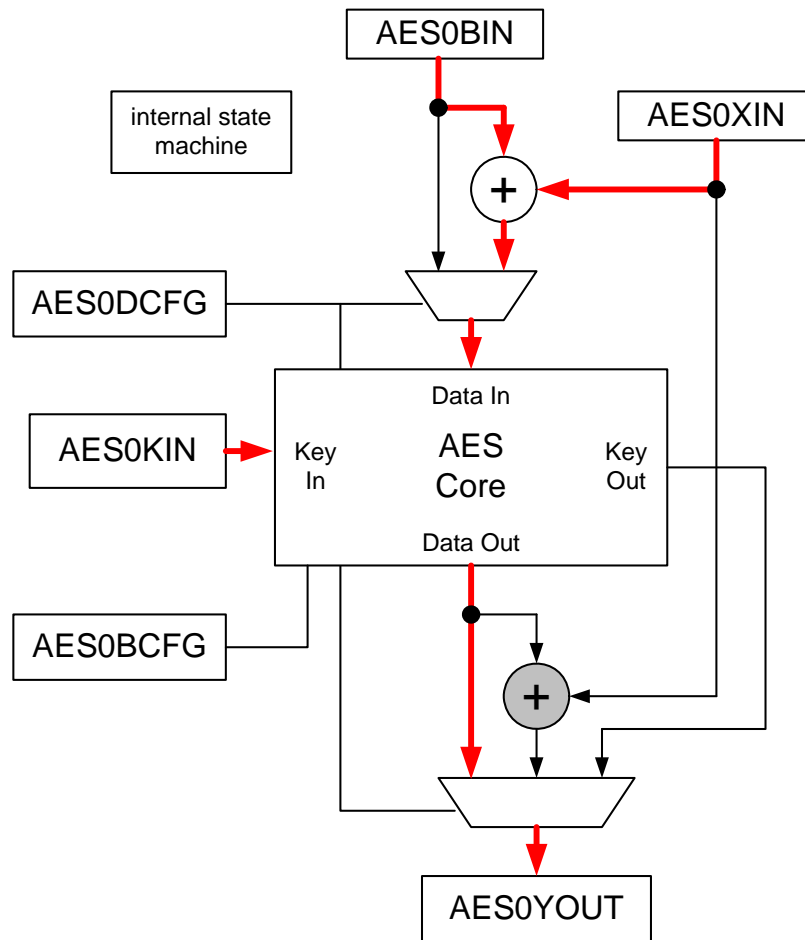 AES0BIN
internal state
machine
AES0XIN
+
AES0DCFG
Data In
AES0KIN
Key
In
AES
Core
Key
Out
Data Out
AES0BCFG
+
AES0YOUT